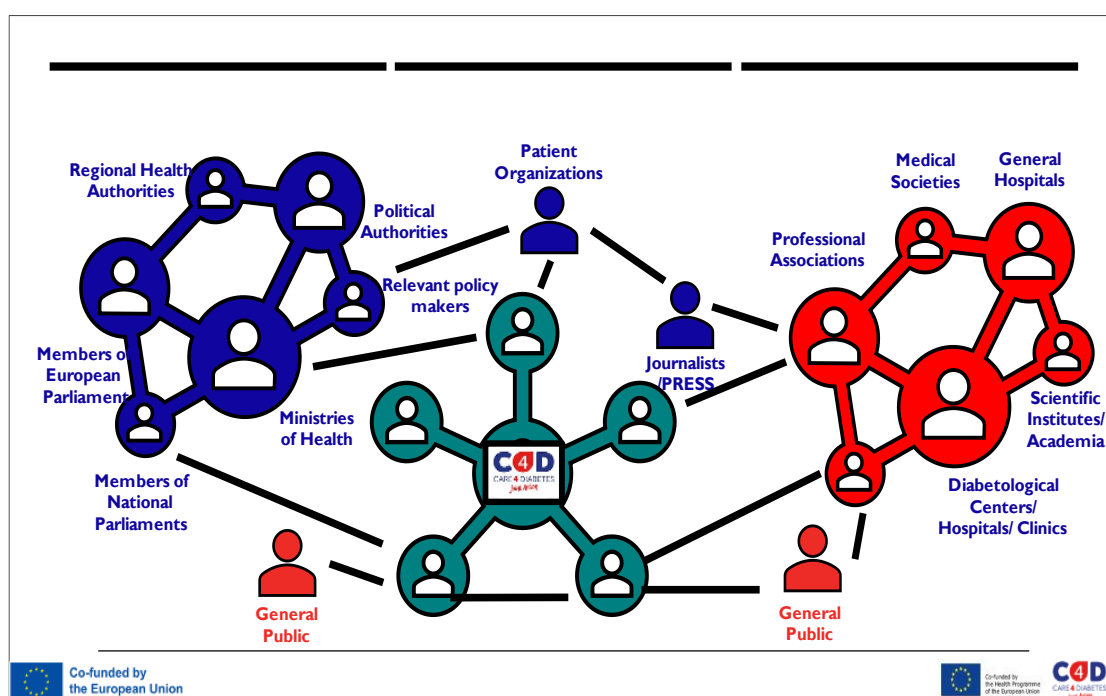 Regional Health
Authorities
Political
Authorities
Relevant policy
makers
Members of
European
Parliament
Ministries
of Health
Members of
National
Parliaments
Patient
Organizations
Journalists
/PRESS
C4D
CARE 4 DIABETES
Joint Action
Medical
Societies
General
Hospitals
Professional
Associations
Scientific
Institutes/
Academia
Diabetological
Centers/
Hospitals/ Clinics
General
Public
General
Public
Co-funded by
the European Union
Co-funded by
the Health Programme
of the European Union
C4D
CARE 4 DIABETES